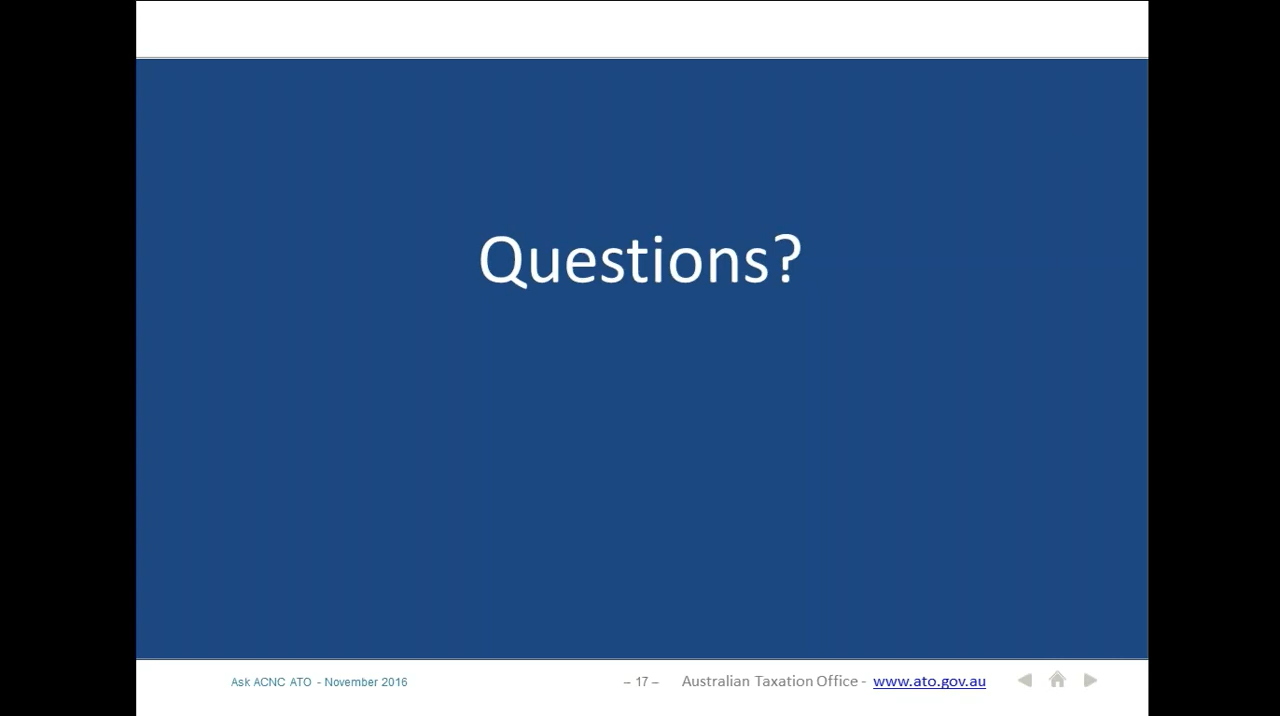 Questions?
Ask ACNC ATO - November 2016 – 17 – Australian Taxation Office - www.ato.gov.au